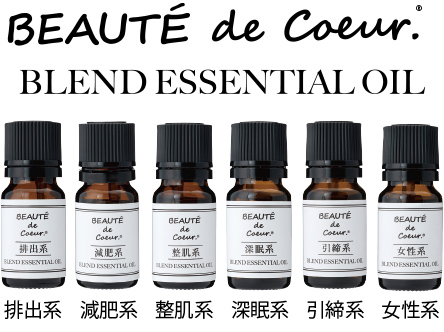 BEAUTÉ de Coeur.®
BLEND ESSENTIAL OIL
BEAUTÉ
de
Coeur.®
排出系
BLEND ESSENTIAL OIL
BEAUTÉ
de
Coeur.®
減肥系
BLEND ESSENTIAL OIL
BEAUTÉ
de
Coeur.®
整肌系
BLEND ESSENTIAL OIL
BEAUTÉ
de
Coeur.®
深眠系
BLEND ESSENTIAL OIL
BEAUTÉ
de
Coeur.®
引締系
BLEND ESSENTIAL OIL
BEAUTÉ
de
Coeur.®
女性系
BLEND ESSENTIAL OIL
排出系 減肥系 整肌系 深眠系 引締系 女性系